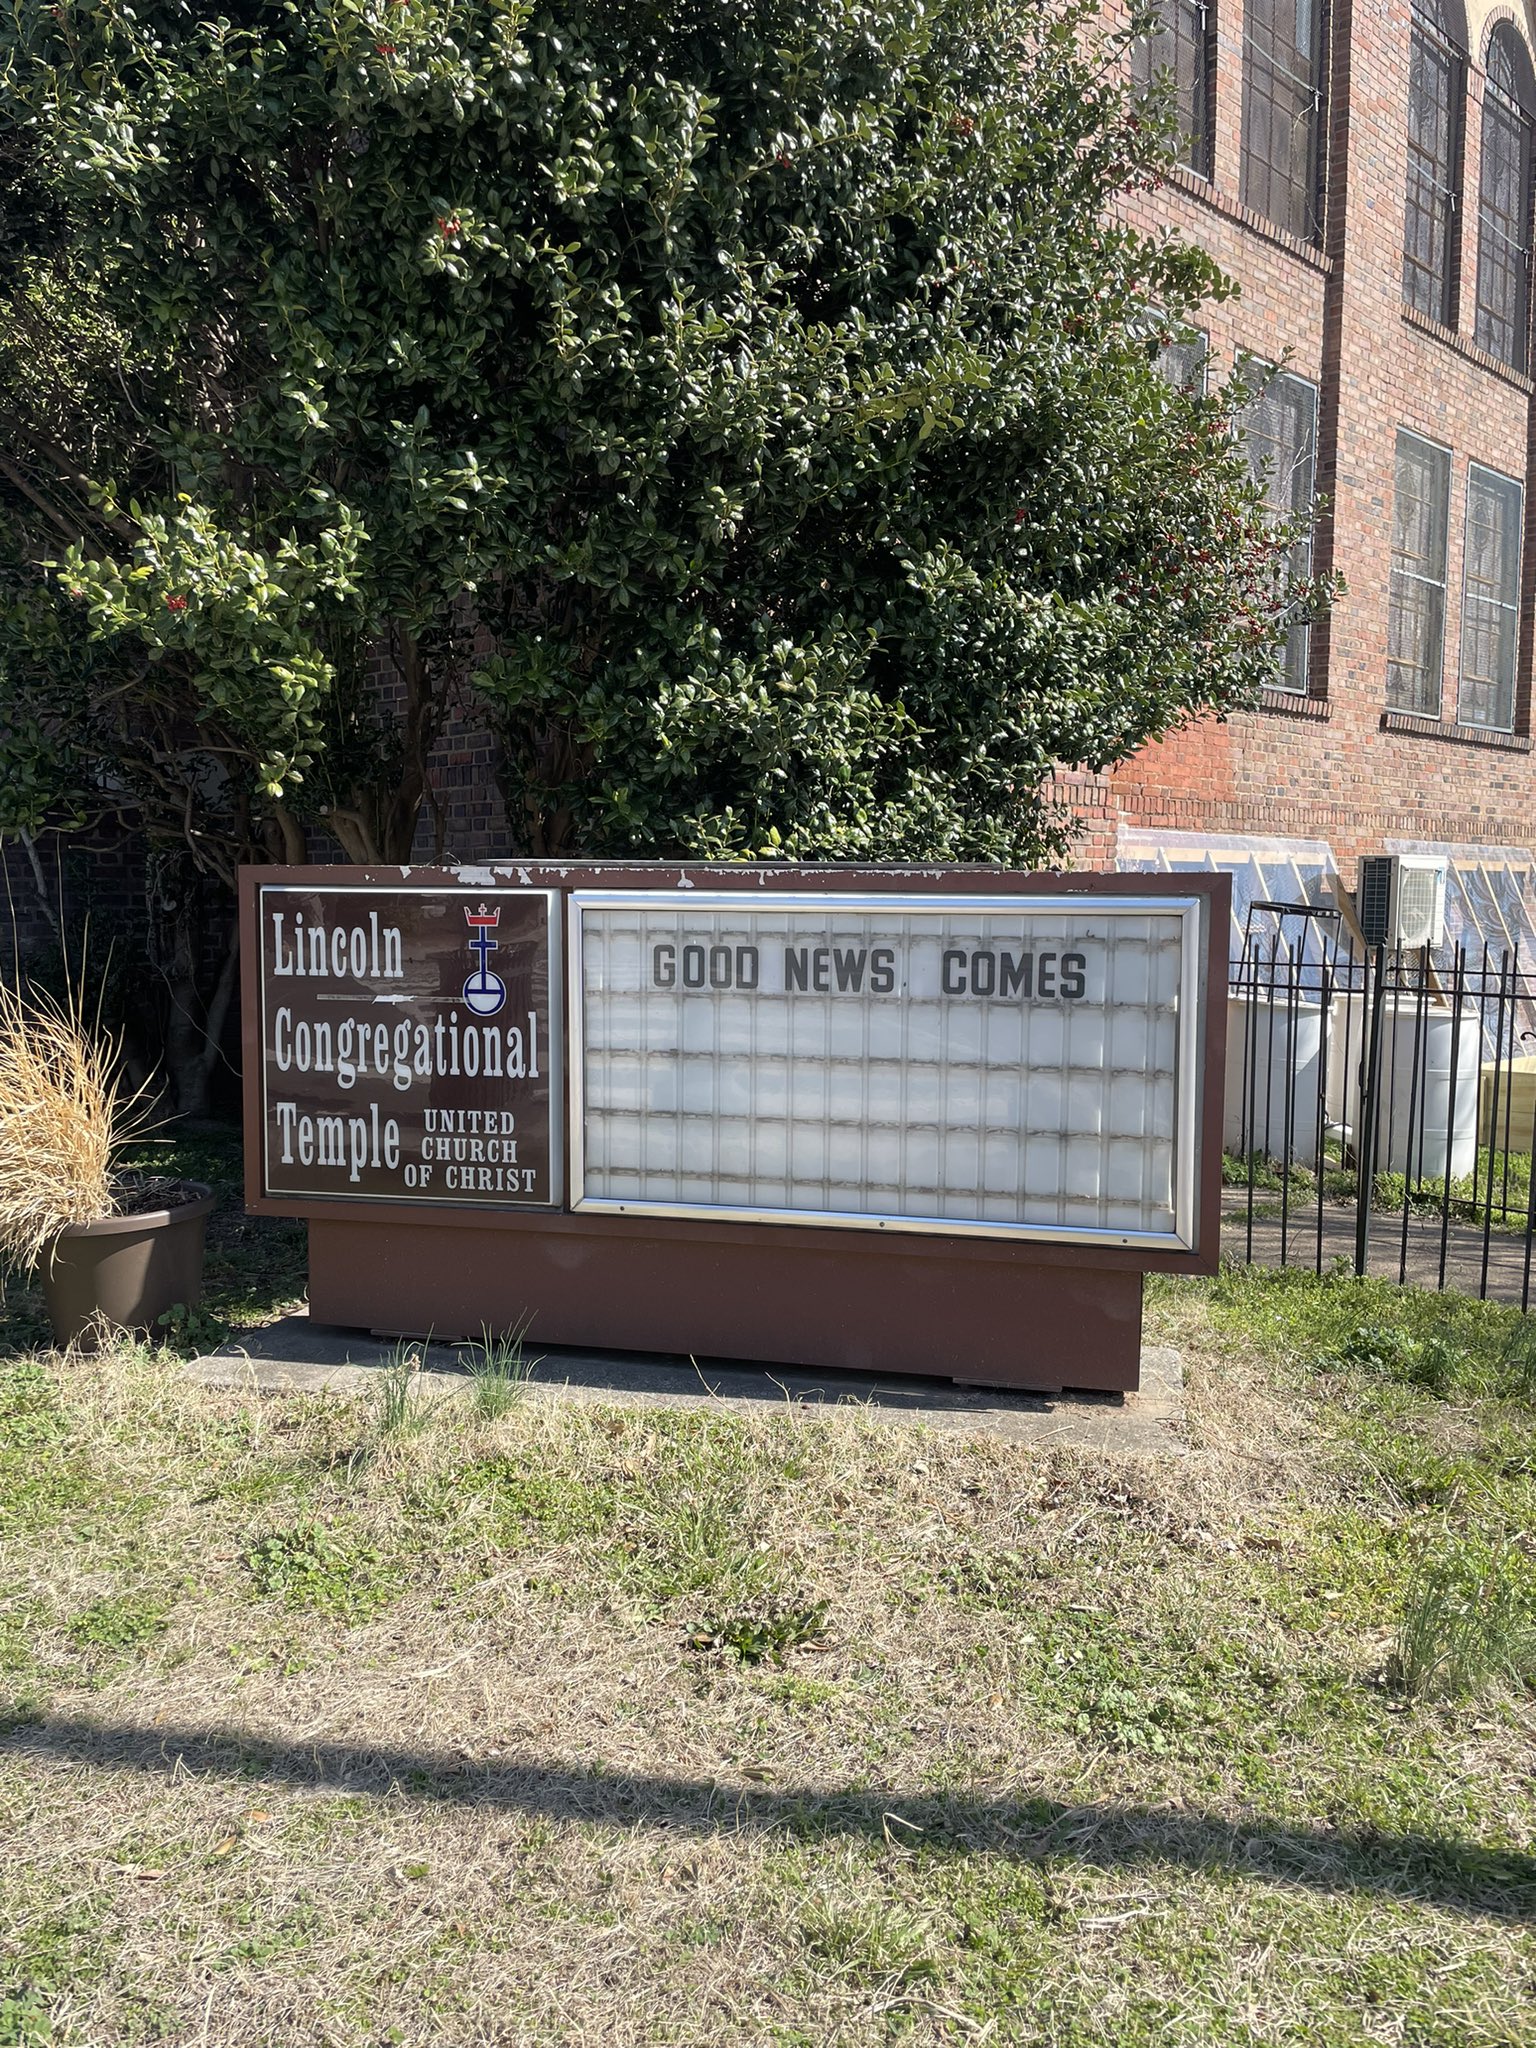 Lincoln
Congregational
Temple
UNITED
CHURCH
OF CHRIST
GOOD NEWS COMES